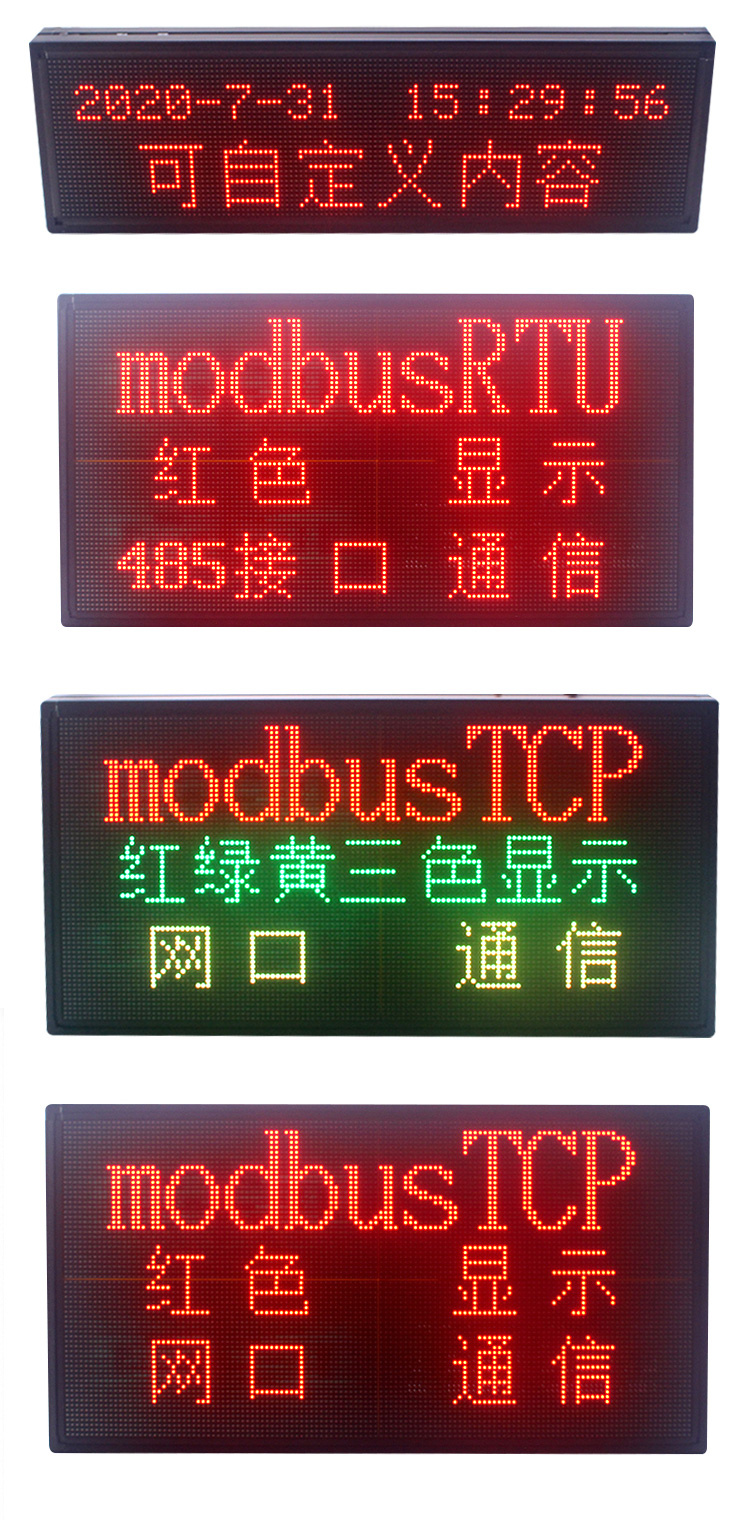 2020-7-31 15:29:56
可自定义内容
modbusRTU
红色 显示
485接口 通信
modbusTCP
红绿黄三色显示
网口 通信
modbusTCP
红色 显示
网口 通信